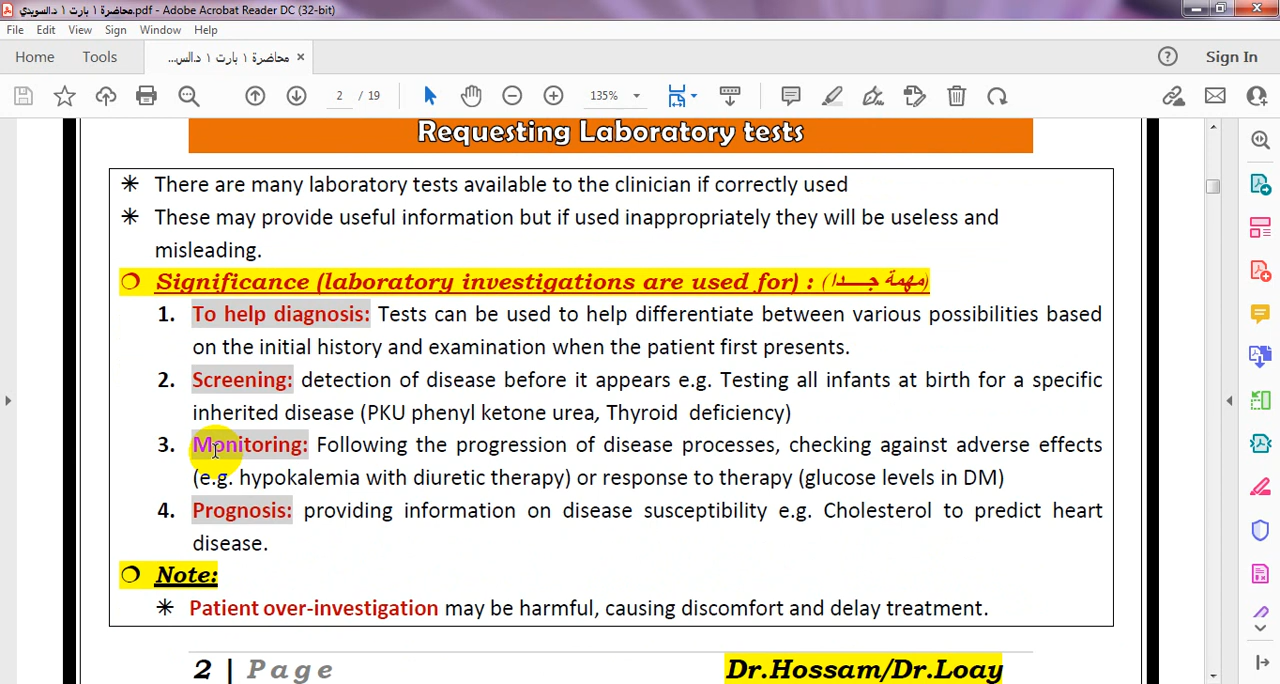 محاضرة ١ بارت ١ د.السويدي.pdf - Adobe Acrobat Reader DC (32-bit)
File Edit View Sign Window Help
Home Tools محاضرة ١ بارت ١ د.الس... × ? Sign In
2 / 19 135%
Requesting Laboratory tests
There are many laboratory tests available to the clinician if correctly used
These may provide useful information but if used inappropriately they will be useless and
misleading.
Significance (laboratory investigations are used for) : (مهمة جــــدا)
1. To help diagnosis: Tests can be used to help differentiate between various possibilities based
on the initial history and examination when the patient first presents.
2. Screening: detection of disease before it appears e.g. Testing all infants at birth for a specific
inherited disease (PKU phenyl ketone urea, Thyroid deficiency)
3. Monitoring: Following the progression of disease processes, checking against adverse effects
(e.g. hypokalemia with diuretic therapy) or response to therapy (glucose levels in DM)
4. Prognosis: providing information on disease susceptibility e.g. Cholesterol to predict heart
disease.
Note:
Patient over-investigation may be harmful, causing discomfort and delay treatment.
2 | Page Dr.Hossam/Dr.Loay